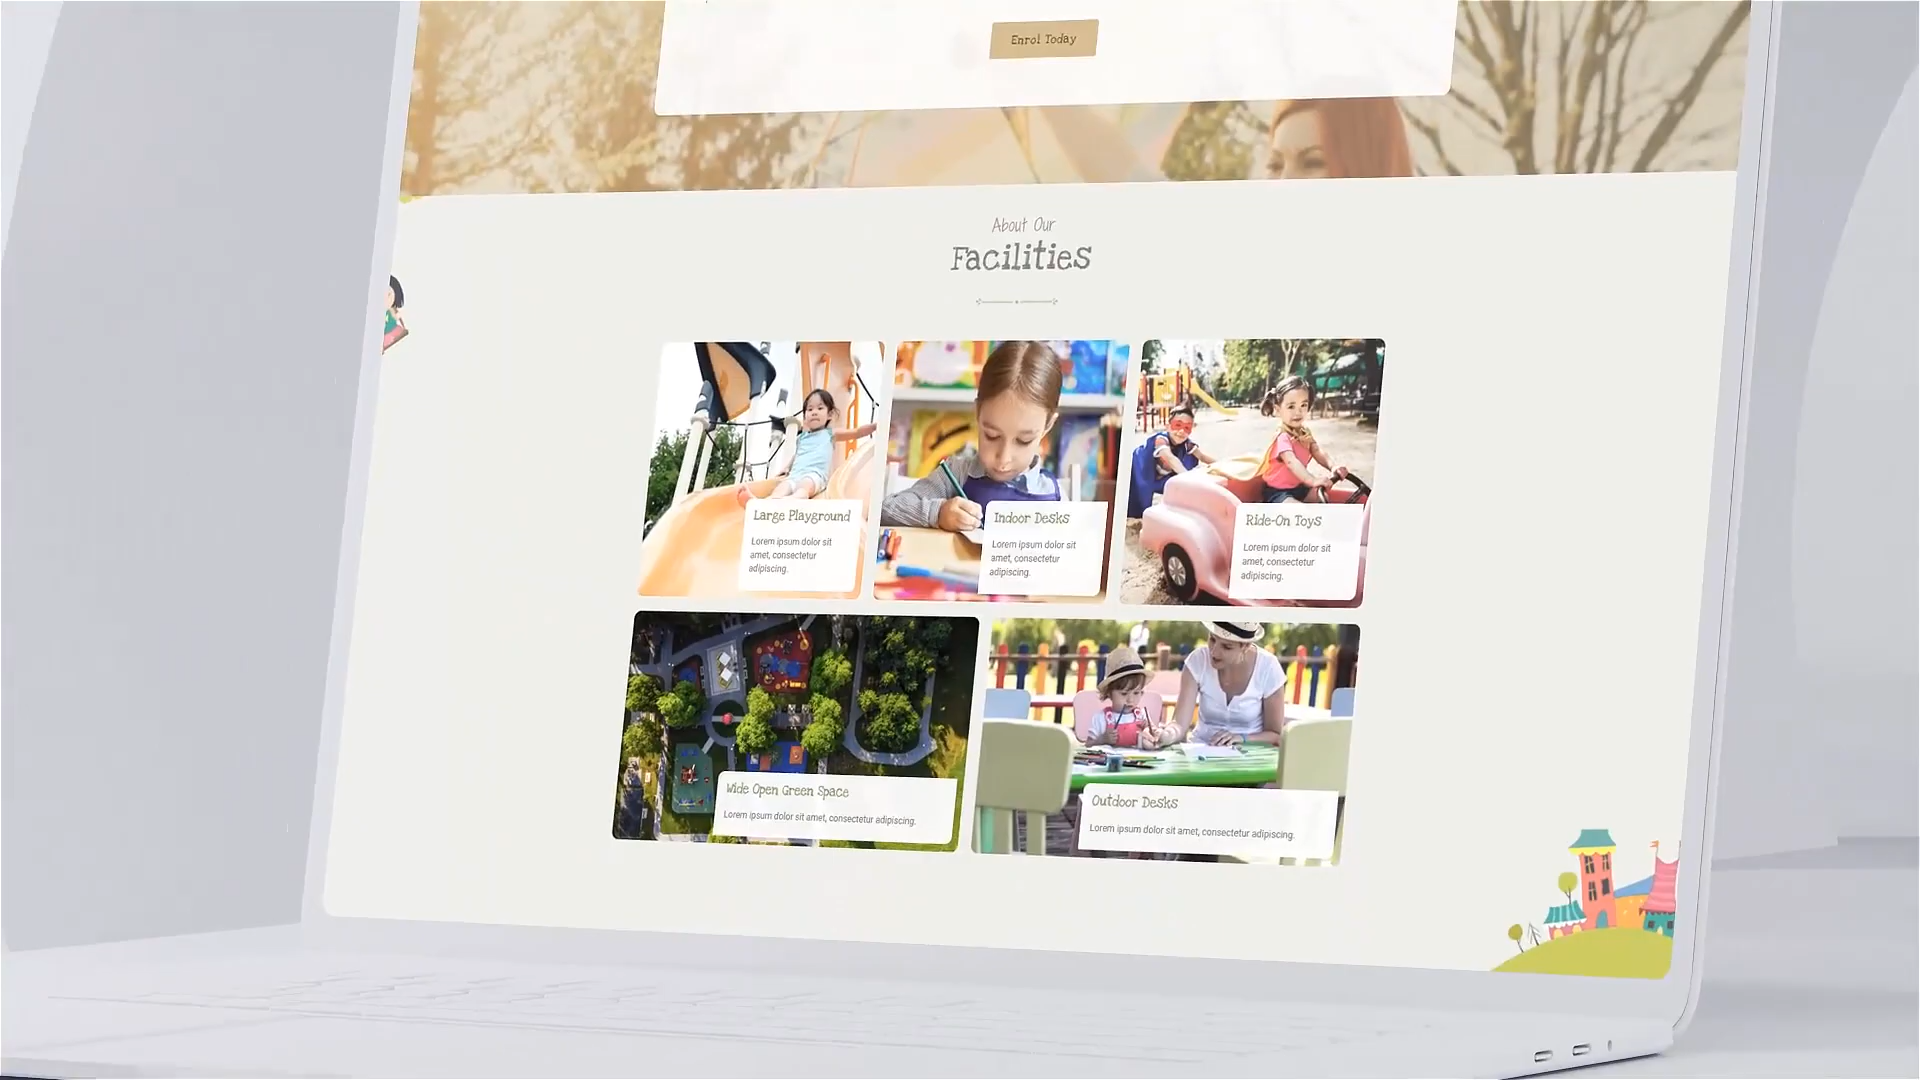 Enrol Today
About Our
Facilities
Large Playground
Lorem ipsum dolor sit
amet, consectetur
adipiscing.
Indoor Desks
Lorem ipsum dolor sit
amet, consectetur
adipiscing.
Ride-On Toys
Lorem ipsum dolor sit
amet, consectetur
adipiscing.
Wide Open Green Space
Lorem ipsum dolor sit amet, consectetur adipiscing.
Outdoor Desks
Lorem ipsum dolor sit amet, consectetur adipiscing.